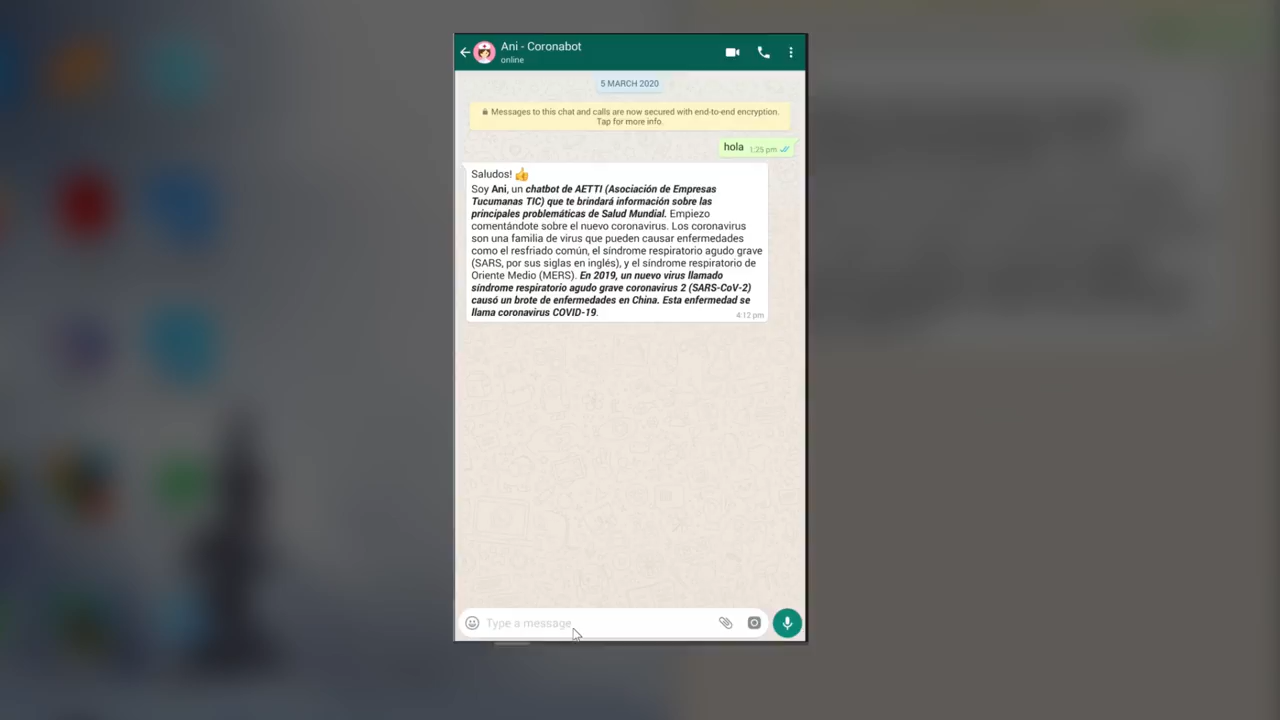 Ani - Coronabot
online
5 MARCH 2020
Messages to this chat and calls are now secured with end-to-end encryption.
Tap for more info.
hola 1:25 pm
Saludos! 👍
Soy Ani, un chatbot de AETTI (Asociación de Empresas
Tucumanas TIC) que te brindará información sobre las
principales problemáticas de Salud Mundial. Empiezo
comentándote sobre el nuevo coronavirus. Los coronavirus
son una familia de virus que pueden causar enfermedades
como el resfriado común, el síndrome respiratorio agudo grave
(SARS, por sus siglas en inglés), y el síndrome respiratorio de
Oriente Medio (MERS). En 2019, un nuevo virus llamado
síndrome respiratorio agudo grave coronavirus 2 (SARS-CoV-2)
causó un brote de enfermedades en China. Esta enfermedad se
llama coronavirus COVID-19.
4:12 pm
Type a message